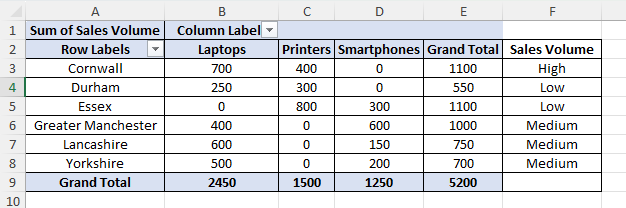 A B C D E F
1 Sum of Sales Volume Column Label
2 Row Labels Laptops Printers Smartphones Grand Total Sales Volume
3 Cornwall 700 400 0 1100 High
4 Durham 250 300 0 550 Low
5 Essex 0 800 300 1100 Low
6 Greater Manchester 400 0 600 1000 Medium
7 Lancashire 600 0 150 750 Medium
8 Yorkshire 500 0 200 700 Medium
9 Grand Total 2450 1500 1250 5200
10